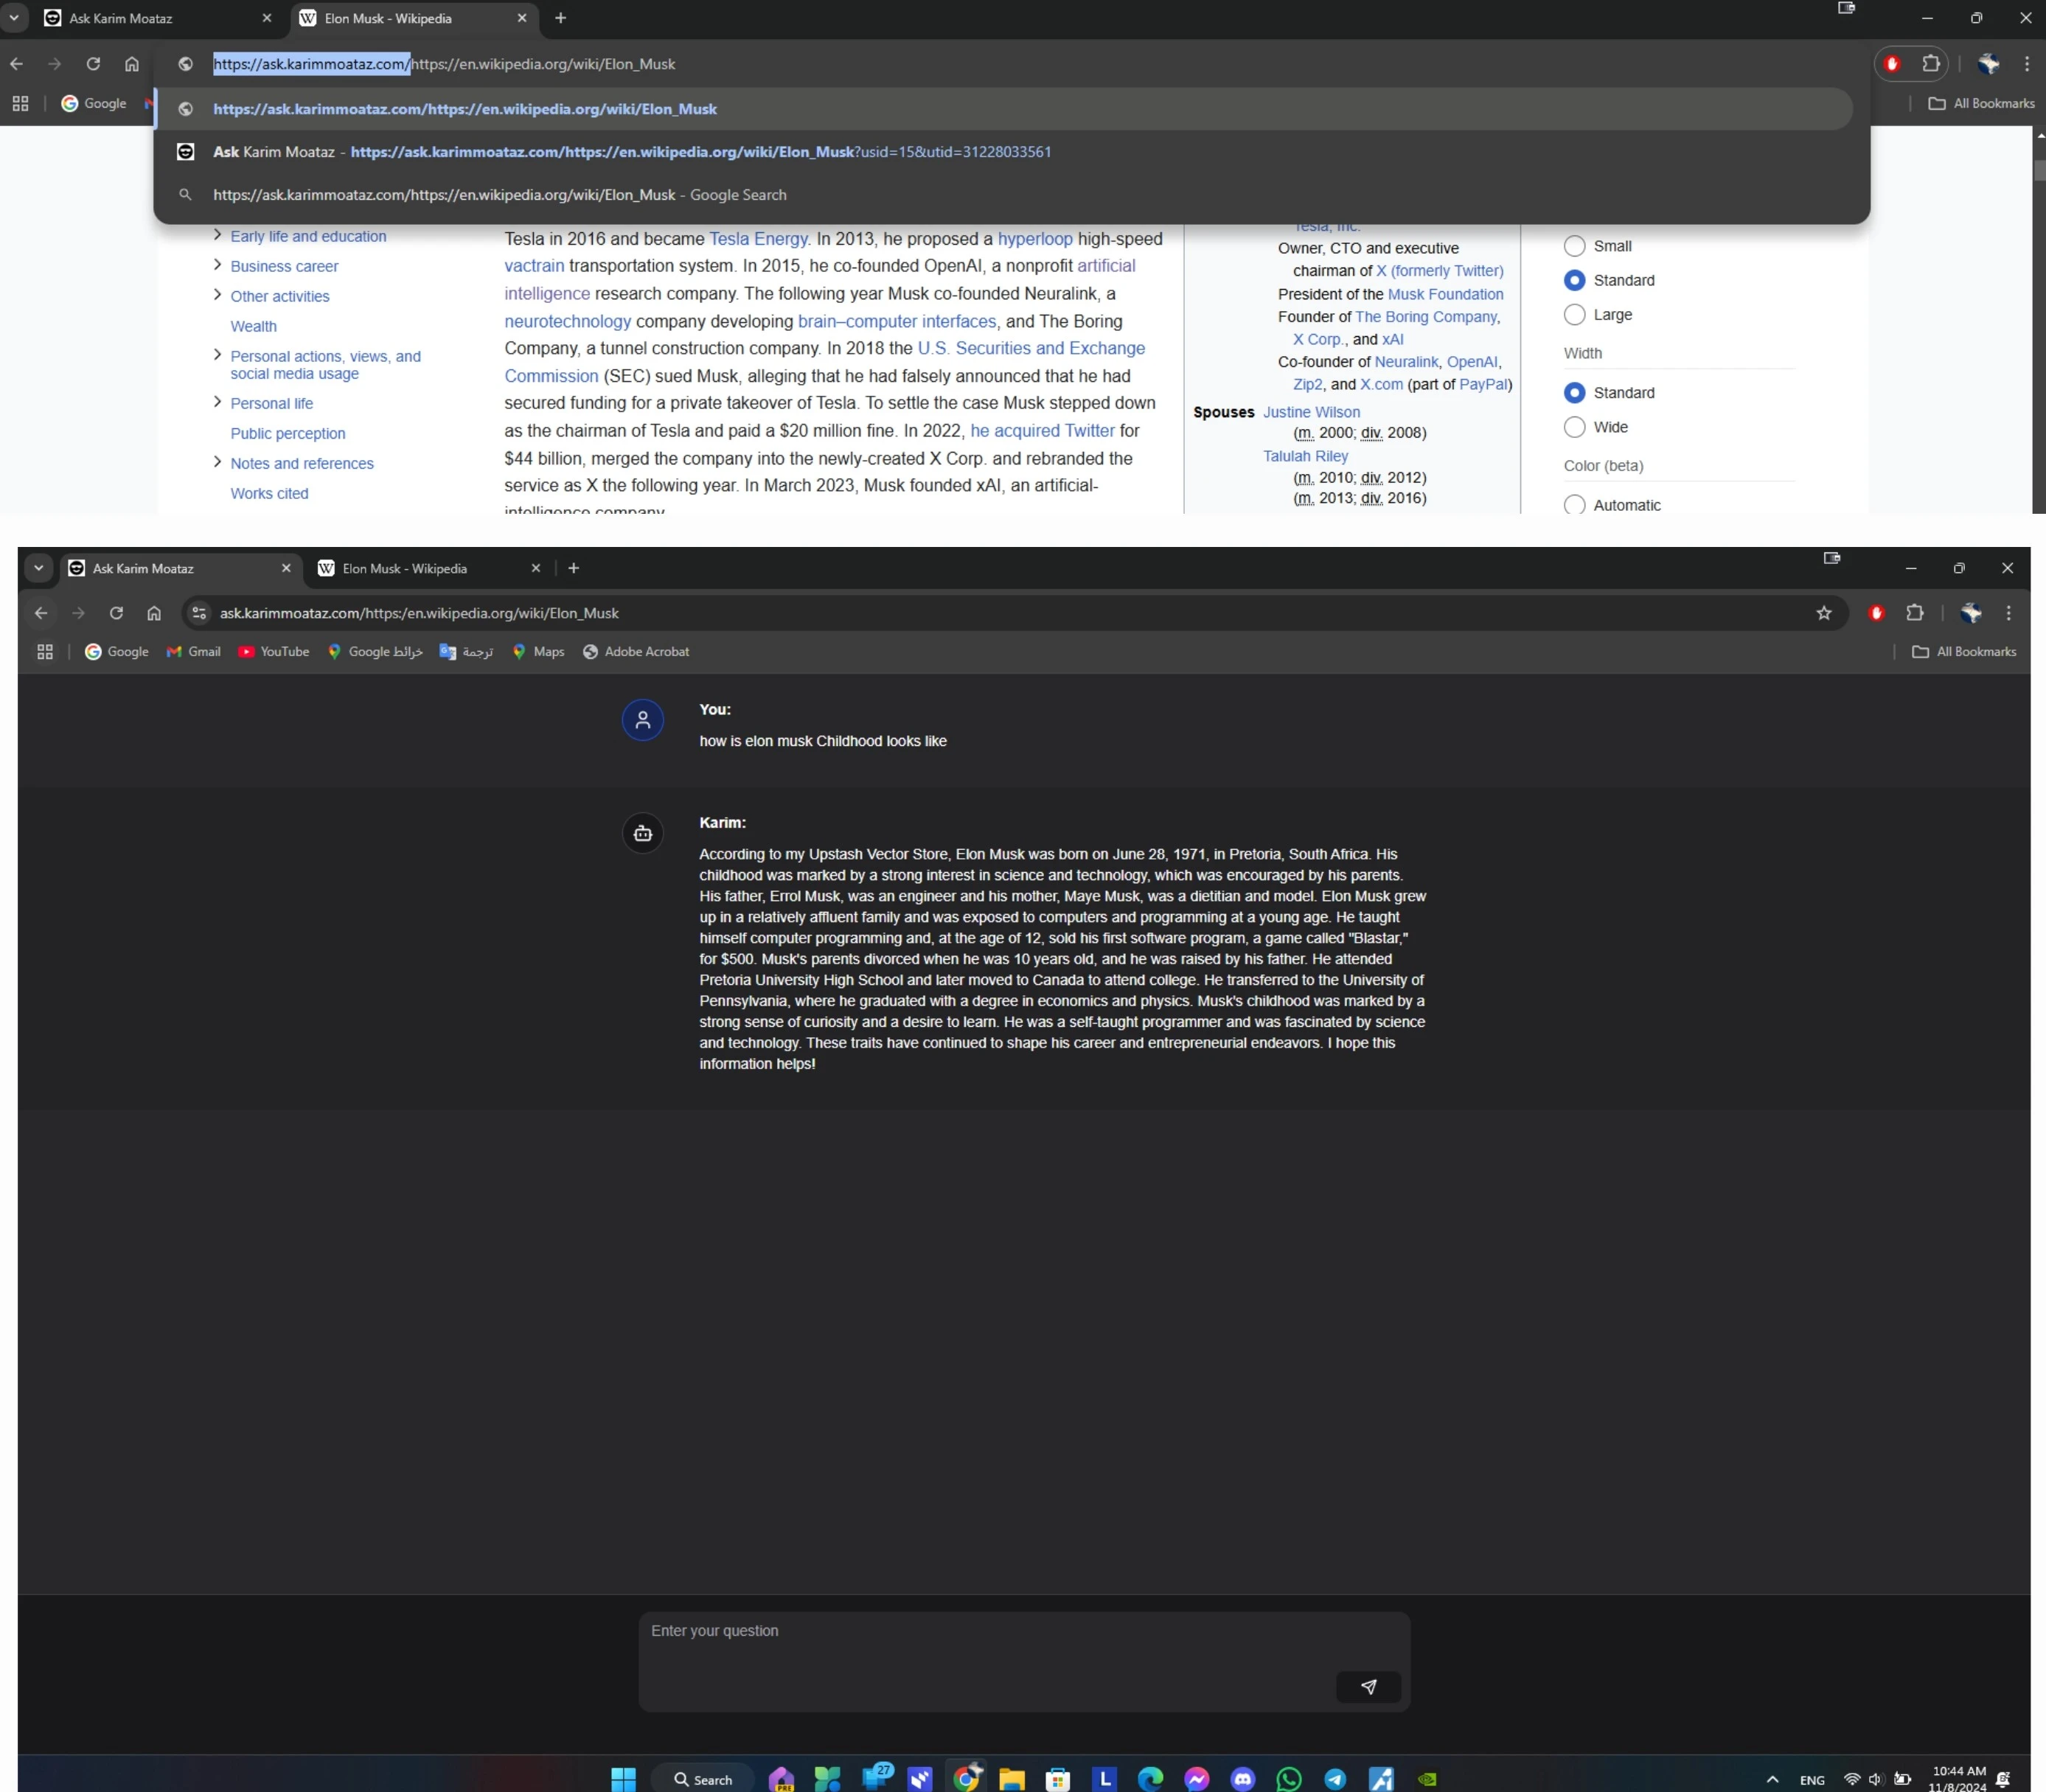 Ask Karim Moataz
Elon Musk - Wikipedia
https://ask.karimmoataz.com/https://en.wikipedia.org/wiki/Elon_Musk
Google
All Bookmarks
https://ask.karimmoataz.com/https://en.wikipedia.org/wiki/Elon_Musk
Ask Karim Moataz - https://ask.karimmoataz.com/https://en.wikipedia.org/wiki/Elon_Musk?usid=15&utid=31228033561
https://ask.karimmoataz.com/https://en.wikipedia.org/wiki/Elon_Musk - Google Search
Early life and education
Business career
Other activities
Wealth
Personal actions, views, and
social media usage
Personal life
Public perception
Notes and references
Works cited
Tesla in 2016 and became Tesla Energy. In 2013, he proposed a hyperloop high-speed
vactrain transportation system. In 2015, he co-founded OpenAI, a nonprofit artificial
intelligence research company. The following year Musk co-founded Neuralink, a
neurotechnology company developing brain–computer interfaces, and The Boring
Company, a tunnel construction company. In 2018 the U.S. Securities and Exchange
Commission (SEC) sued Musk, alleging that he had falsely announced that he had
secured funding for a private takeover of Tesla. To settle the case Musk stepped down
as the chairman of Tesla and paid a $20 million fine. In 2022, he acquired Twitter for
$44 billion, merged the company into the newly-created X Corp. and rebranded the
service as X the following year. In March 2023, Musk founded xAI, an artificial-
intelligence company.
Tesla, Inc.
Owner, CTO and executive
chairman of X (formerly Twitter)
President of the Musk Foundation
Founder of The Boring Company,
X Corp., and xAI
Co-founder of Neuralink, OpenAI,
Zip2, and X.com (part of PayPal)
Spouses Justine Wilson
(m. 2000; div. 2008)
Talulah Riley
(m. 2010; div. 2012)
(m. 2013; div. 2016)
Small
Standard
Large
Width
Standard
Wide
Color (beta)
Automatic
Ask Karim Moataz
Elon Musk - Wikipedia
ask.karimmoataz.com/https:/en.wikipedia.org/wiki/Elon_Musk
Google
Gmail
YouTube
خرائط Google
ترجمة
Maps
Adobe Acrobat
All Bookmarks
You:
how is elon musk Childhood looks like
Karim:
According to my Upstash Vector Store, Elon Musk was born on June 28, 1971, in Pretoria, South Africa. His
childhood was marked by a strong interest in science and technology, which was encouraged by his parents.
His father, Errol Musk, was an engineer and his mother, Maye Musk, was a dietitian and model. Elon Musk grew
up in a relatively affluent family and was exposed to computers and programming at a young age. He taught
himself computer programming and, at the age of 12, sold his first software program, a game called "Blastar,"
for $500. Musk's parents divorced when he was 10 years old, and he was raised by his father. He attended
Pretoria University High School and later moved to Canada to attend college. He transferred to the University of
Pennsylvania, where he graduated with a degree in economics and physics. Musk's childhood was marked by a
strong sense of curiosity and a desire to learn. He was a self-taught programmer and was fascinated by science
and technology. These traits have continued to shape his career and entrepreneurial endeavors. I hope this
information helps!
Enter your question
Search
PRE
27
L
ENG
10:44 AM
11/8/2024